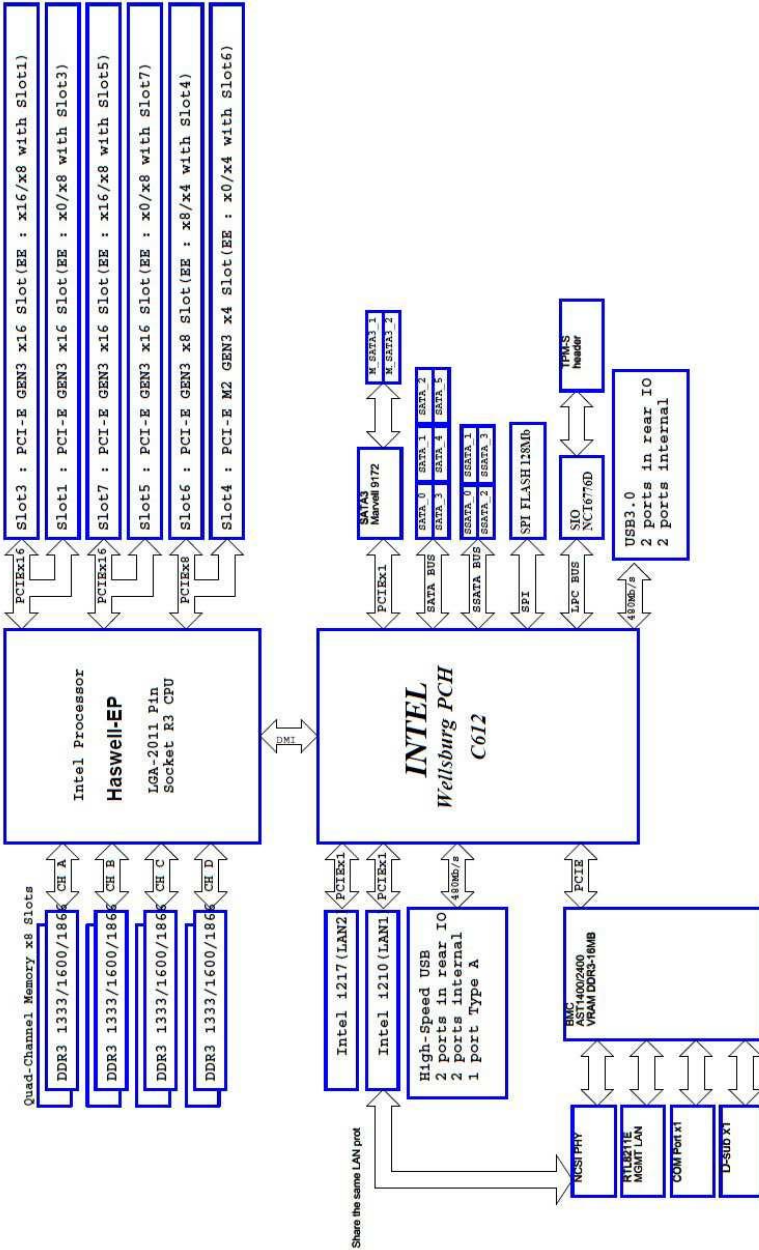 Quad-Channel Memory x8 Slots
DDR3 1333/1600/1866
DDR3 1333/1600/1866
DDR3 1333/1600/1866
DDR3 1333/1600/1866
CH A
CH B
CH C
CH D
Intel Processor
Haswell-EP
LGA-2011 Pin
Socket R3 CPU
PCIEx16
PCIEx16
PCIEx8
Slot3 : PCI-E GEN3 x16 Slot(EE : x16/x8 with Slot1)
Slot1 : PCI-E GEN3 x16 Slot(EE : x0/x8 with Slot3)
Slot7 : PCI-E GEN3 x16 Slot(EE : x16/x8 with Slot5)
Slot5 : PCI-E GEN3 x16 Slot(EE : x0/x8 with Slot7)
Slot6 : PCI-E GEN3 x8 Slot(EE : x8/x4 with Slot4)
Slot4 : PCI-E M2 GEN3 x4 Slot(EE : x0/x4 with Slot6)
DMI
Intel i217(LAN2
Intel i210(LAN1
PCIEx1
PCIEx1
High-Speed USB
2 ports in rear IO
2 ports internal
1 port Type A
480Mb/s
Share the same LAN prot
INTEL
Wellsburg PCH
C612
PCIEx1
SATA3
Marvell 9172
M_SATA3_1
M_SATA3_2
SATA BUS
SATA_0
SATA_1
SATA_2
SATA_3
SATA_4
SATA_5
SSATA BUS
SSATA_0
SSATA_1
SSATA_2
SSATA_3
SPI
SPI FLASH 128Mb
LPC BUS
SIO
NCT6776D
TPM-S
header
480Mb/s
USB3.0
2 ports in rear IO
2 ports internal
PCIE
BMC
AST1400/2400
VRAM DDR3-16MB
NCSI PHY
RTL8211E
MGMT LAN
COM Port x1
D-sub x1